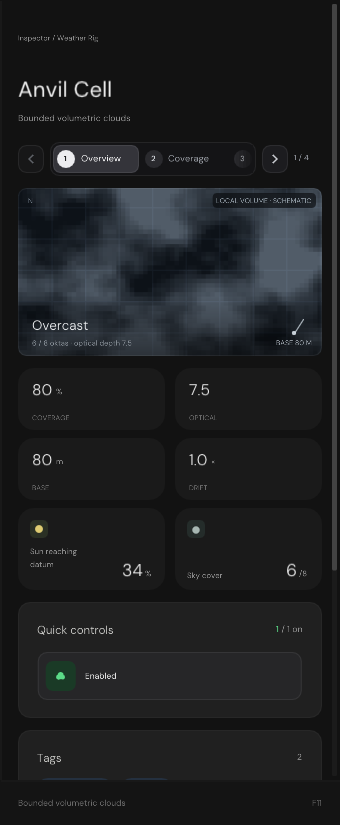 Inspector / Weather Rig
Anvil Cell
Bounded volumetric clouds
1 Overview 2 Coverage 3 1 / 4
N LOCAL VOLUME · SCHEMATIC
Overcast
6 / 8 oktas · optical depth 7.5 BASE 80 M
80 % 7.5
COVERAGE OPTICAL
80 m 1.0 ×
BASE DRIFT
Sun reaching
datum
34 %
Sky cover 6 /8
Quick controls 1 / 1 on
Enabled
Tags 2
Bounded volumetric clouds F11